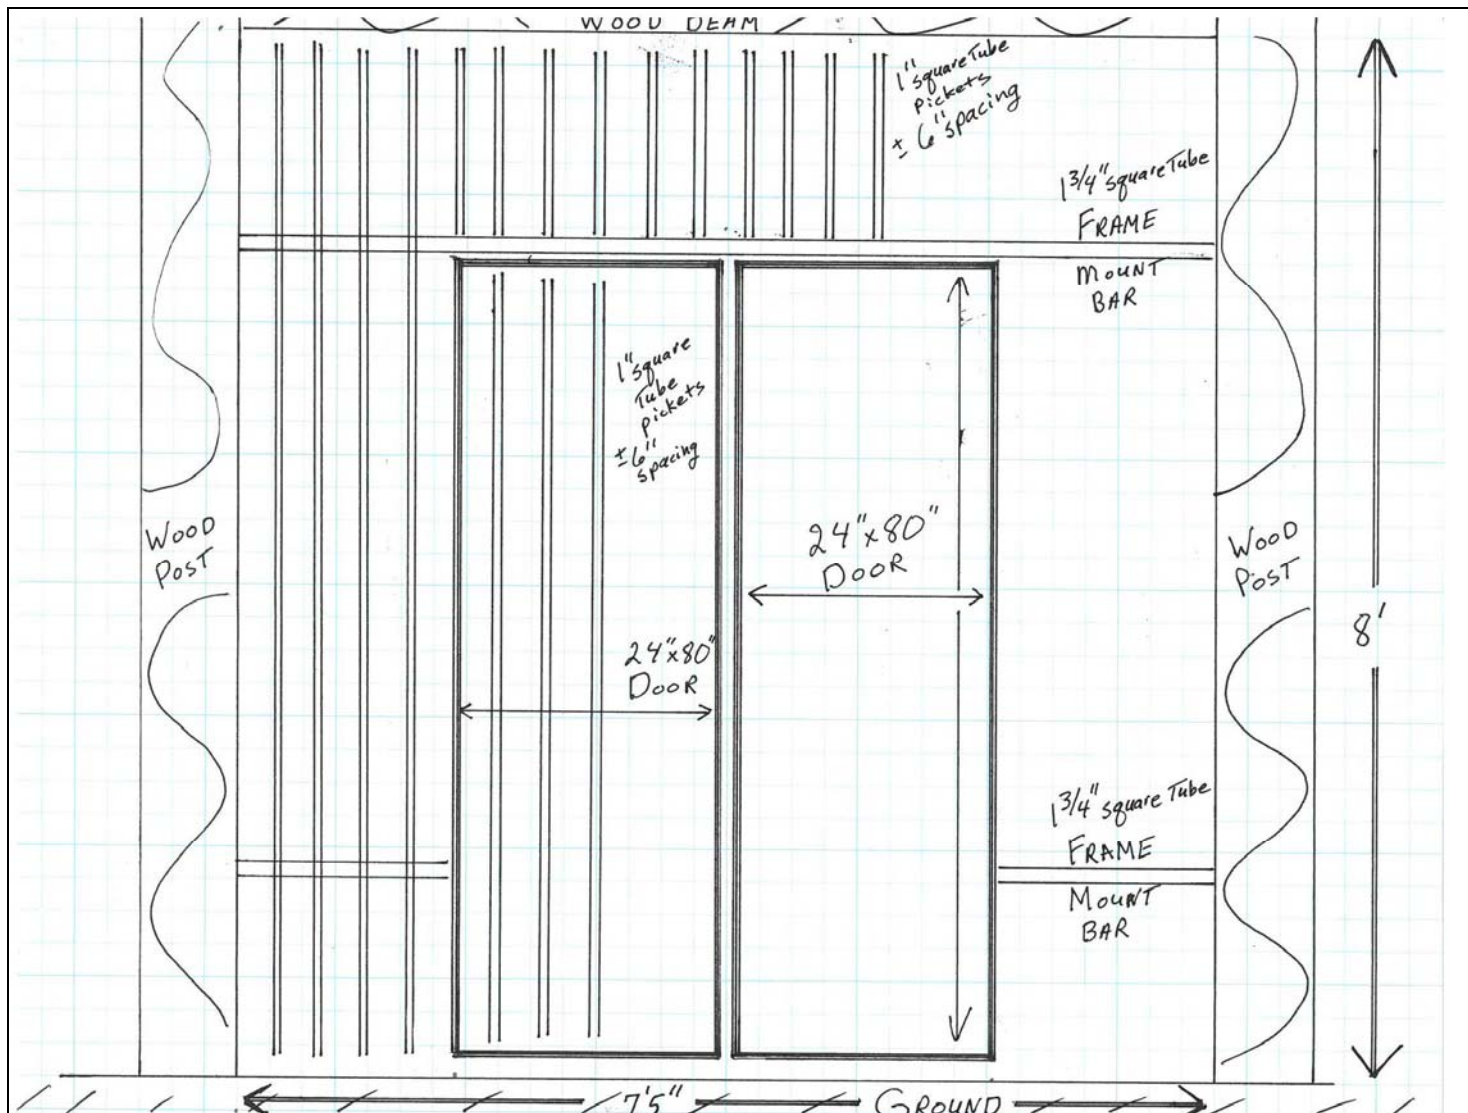 WOOD BEAM
1" square Tube
pickets
± 6" spacing
1 3/4" square Tube
FRAME
MOUNT
BAR
1" square
Tube
pickets
± 6"
spacing
WOOD
POST
24"x80"
DOOR
WOOD
POST
8'
24"x80"
DOOR
1 3/4" square Tube
FRAME
MOUNT
BAR
7'5"
GROUND